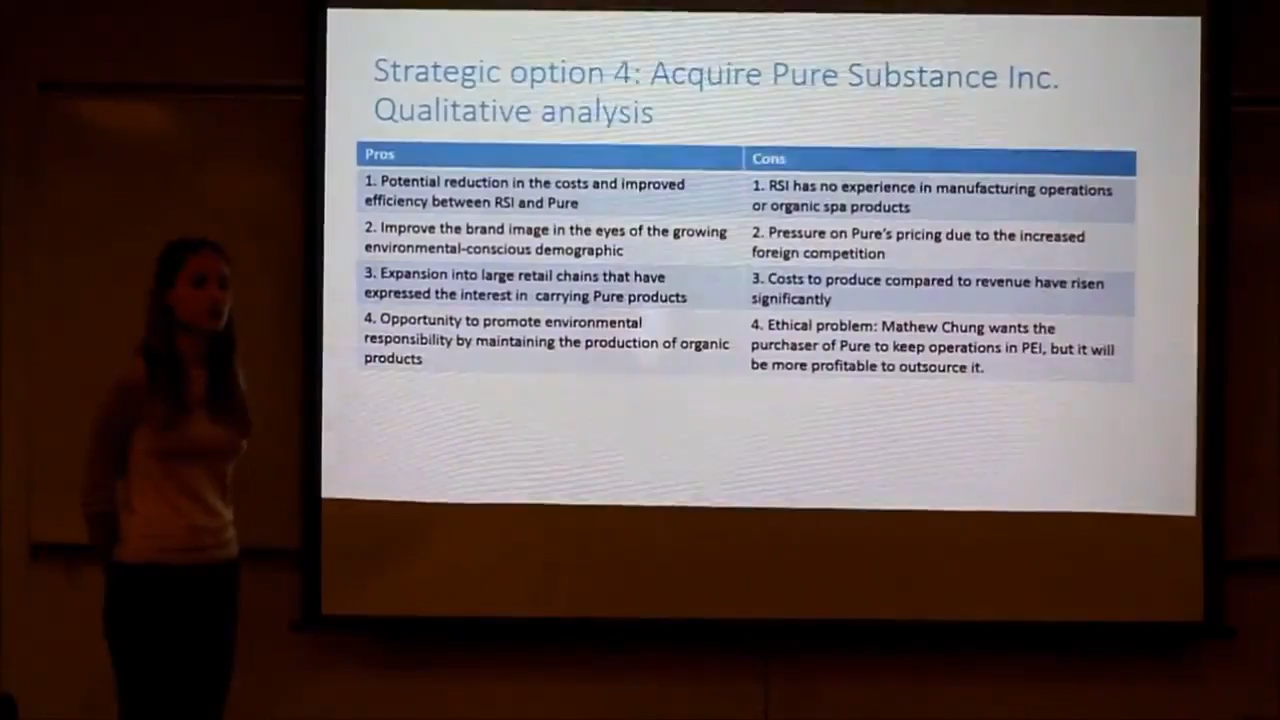 Strategic option 4: Acquire Pure Substance Inc.
Qualitative analysis
Pros
Cons
1. Potential reduction in the costs and improved
efficiency between RSI and Pure
1. RSI has no experience in manufacturing operations
or organic spa products
2. Improve the brand image in the eyes of the growing
environmental-conscious demographic
2. Pressure on Pure's pricing due to the increased
foreign competition
3. Expansion into large retail chains that have
expressed the interest in carrying Pure products
3. Costs to produce compared to revenue have risen
significantly
4. Opportunity to promote environmental
responsibility by maintaining the production of organic
products
4. Ethical problem: Mathew Chung wants the
purchaser of Pure to keep operations in PEI, but it will
be more profitable to outsource it.